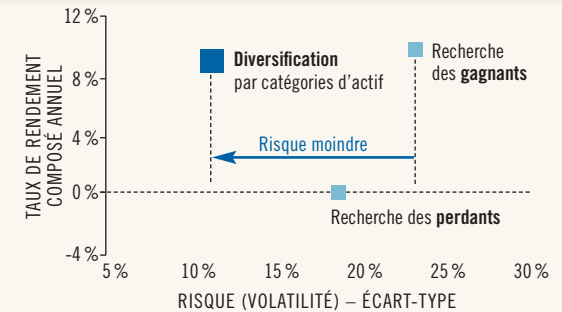 12 %
8 %
4 %
0 %
-4 %
TAUX DE RENDEMENT
COMPOSÉ ANNUEL
Diversification
par catégories d’actif
Recherche
des gagnants
Risque moindre
Recherche des perdants
5 %
10 %
15 %
20 %
25 %
30 %
RISQUE (VOLATILITÉ) – ÉCART-TYPE